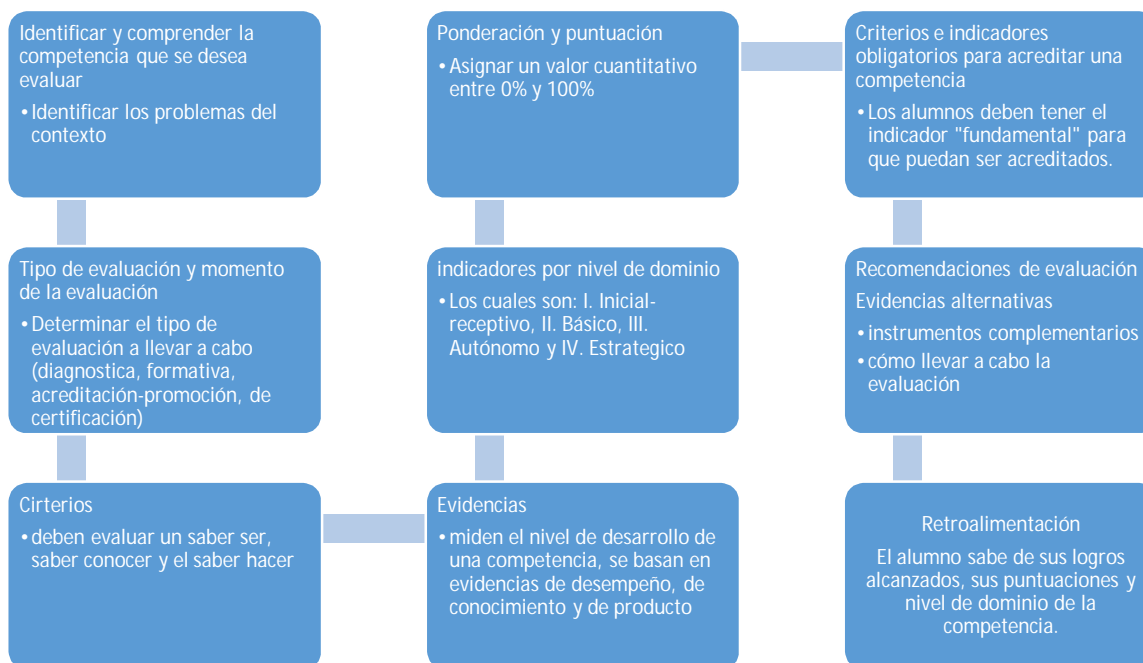 Identificar y comprender la
competencia que se desea
evaluar
• Identificar los problemas del
contexto
Tipo de evaluación y momento
de la evaluación
• Determinar el tipo de
evaluación a llevar a cabo
(diagnostica, formativa,
acreditación-promoción, de
certificación)
Cirterios
• deben evaluar un saber ser,
saber conocer y el saber hacer
Evidencias
• miden el nivel de desarrollo de
una competencia, se basan en
evidencias de desempeño, de
conocimiento y de producto
indicadores por nivel de dominio
• Los cuales son: I. Inicial-
receptivo, II. Básico, III.
Autónomo y IV. Estrategico
Ponderación y puntuación
• Asignar un valor cuantitativo
entre 0% y 100%
Criterios e indicadores
obligatorios para acreditar una
competencia
• Los alumnos deben tener el
indicador "fundamental" para
que puedan ser acreditados.
Recomendaciones de evaluación
Evidencias alternativas
• instrumentos complementarios
• cómo llevar a cabo la
evaluación
Retroalimentación
El alumno sabe de sus logros
alcanzados, sus puntuaciones y
nivel de dominio de la
competencia.